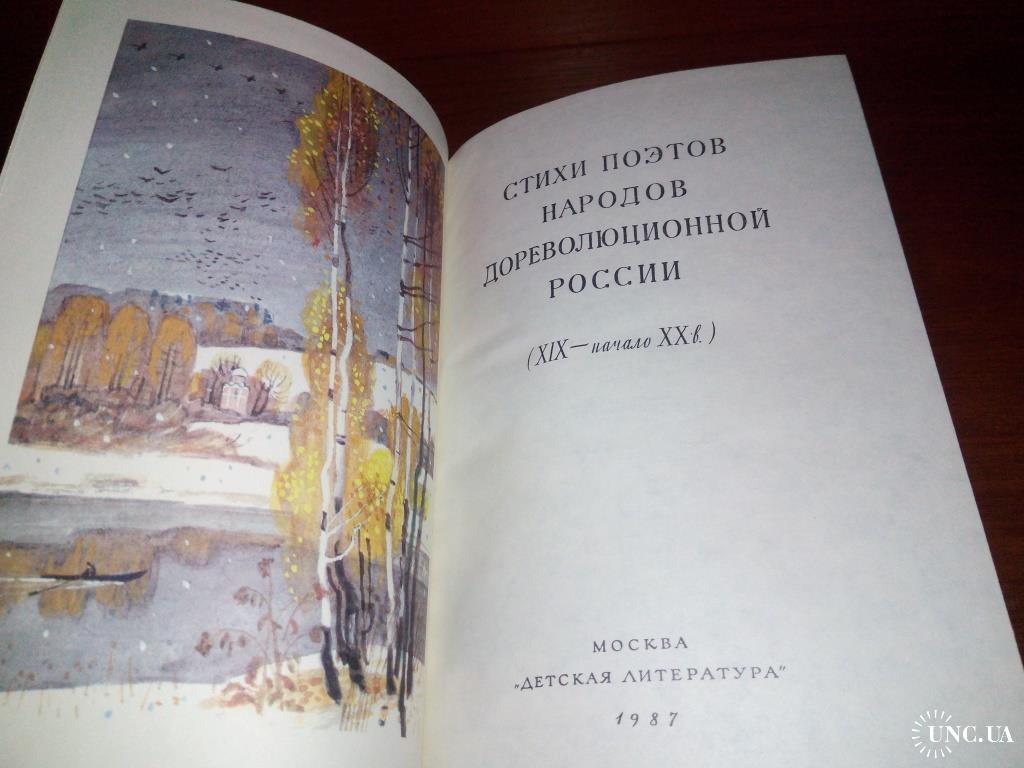 СТИХИ ПОЭТОВ
НАРОДОВ
ДОРЕВОЛЮЦИОННОЙ
РОССИИ
(XIX — начало XX в.)
МОСКВА
„ДЕТСКАЯ ЛИТЕРАТУРА"
1987
UNC.UA